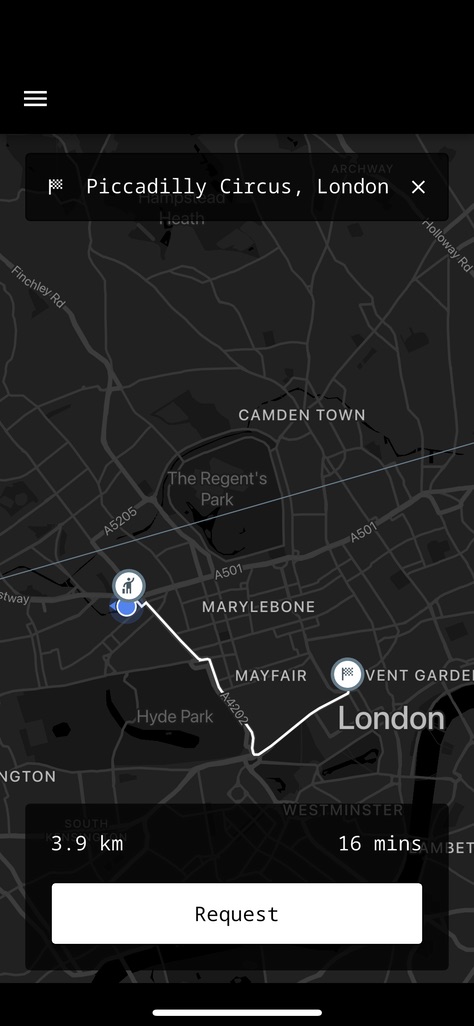 Piccadilly Circus, London
ARCHWAY
Hampstead
Heath
Holloway Rd
Finchley Rd
CAMDEN TOWN
The Regent's
Park
A5205
A501
A501
stway
MARYLEBONE
MAYFAIR
VENT GARDEN
A4202
Hyde Park
London
NGTON
WESTMINSTER
SOUTH
KENSINGTON
3.9 km
16 mins
AMBET
Request